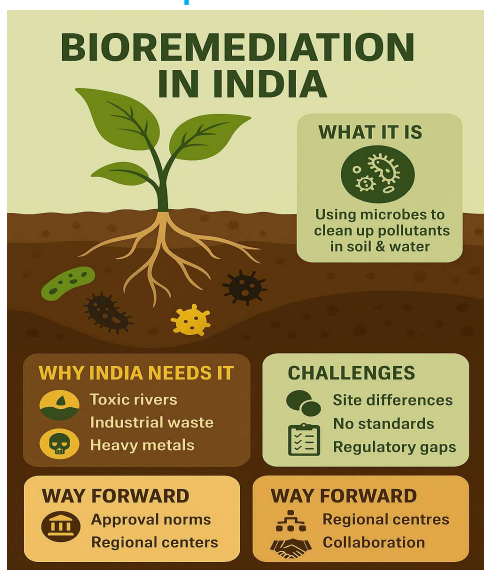 BIOREMEDIATION
IN INDIA
WHAT IT IS
Using microbes to
clean up pollutants
in soil & water
WHY INDIA NEEDS IT
Toxic rivers
Industrial waste
Heavy metals
CHALLENGES
Site differences
No standards
Regulatory gaps
WAY FORWARD
Approval norms
Regional centers
WAY FORWARD
Regional centres
Collaboration